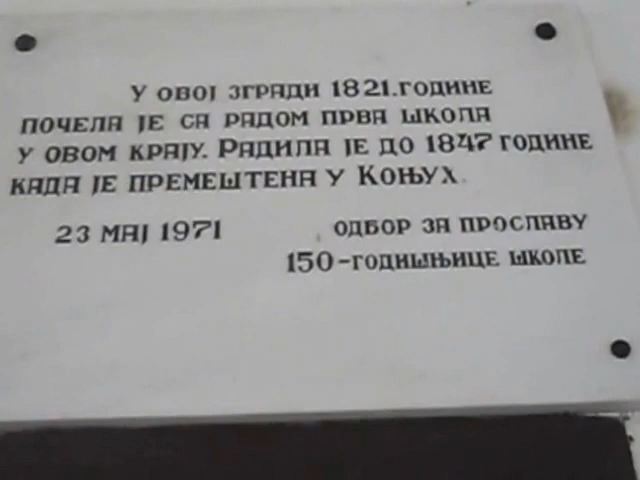 У овој згради 1821.године
почела је са радом прва школа
у овом крају. Радила је до 1847 године
када је премештена у Коњух.
23 мај 1971
одбор за прославу
150-годишњице школе